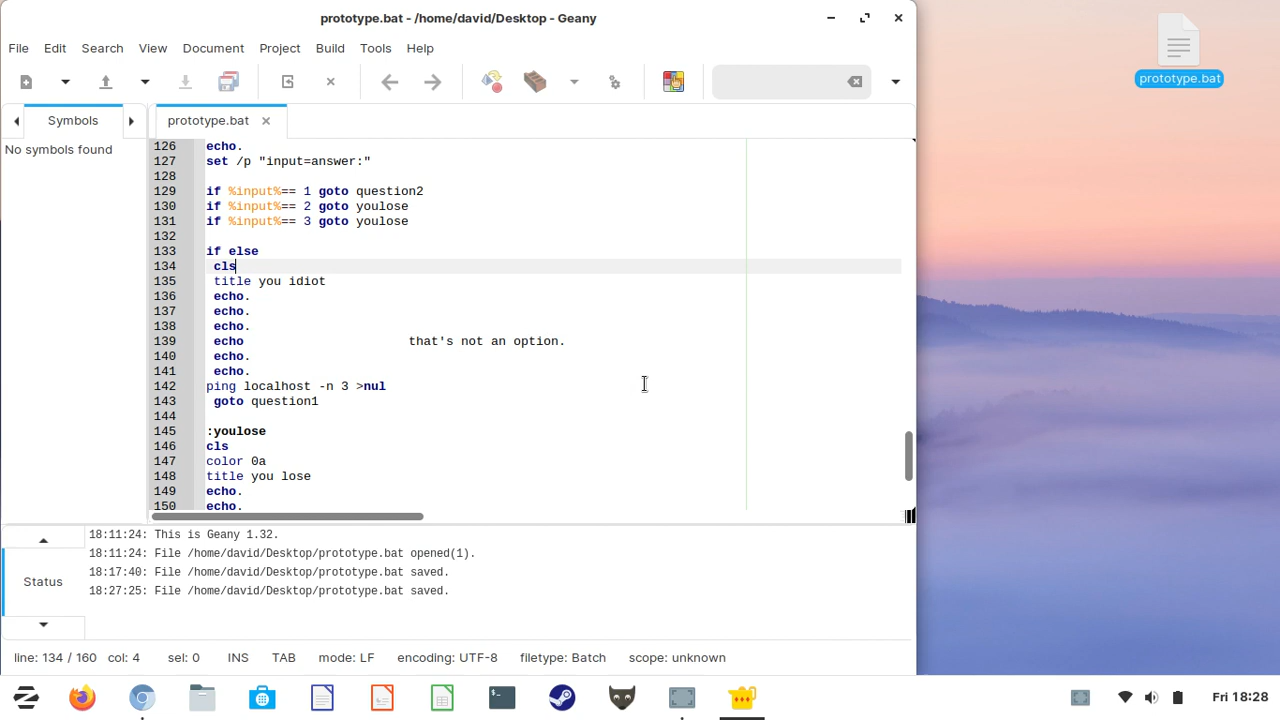 prototype.bat - /home/david/Desktop - Geany
File Edit Search View Document Project Build Tools Help
Symbols
prototype.bat
No symbols found
126 echo.
127 set /p "input=answer:"
128
129 if %input%== 1 goto question2
130 if %input%== 2 goto youlose
131 if %input%== 3 goto youlose
132
133 if else
134 cls
135 title you idiot
136 echo.
137 echo.
138 echo.
139 echo that's not an option.
140 echo.
141 echo.
142 ping localhost -n 3 >nul
143 goto question1
144
145 :youlose
146 cls
147 color 0a
148 title you lose
149 echo.
150 echo.
Status
18:11:24: This is Geany 1.32.
18:11:24: File /home/david/Desktop/prototype.bat opened(1).
18:17:40: File /home/david/Desktop/prototype.bat saved.
18:27:25: File /home/david/Desktop/prototype.bat saved.
line: 134 / 160 col: 4 sel: 0 INS TAB mode: LF encoding: UTF-8 filetype: Batch scope: unknown
prototype.bat
Fri 18:28